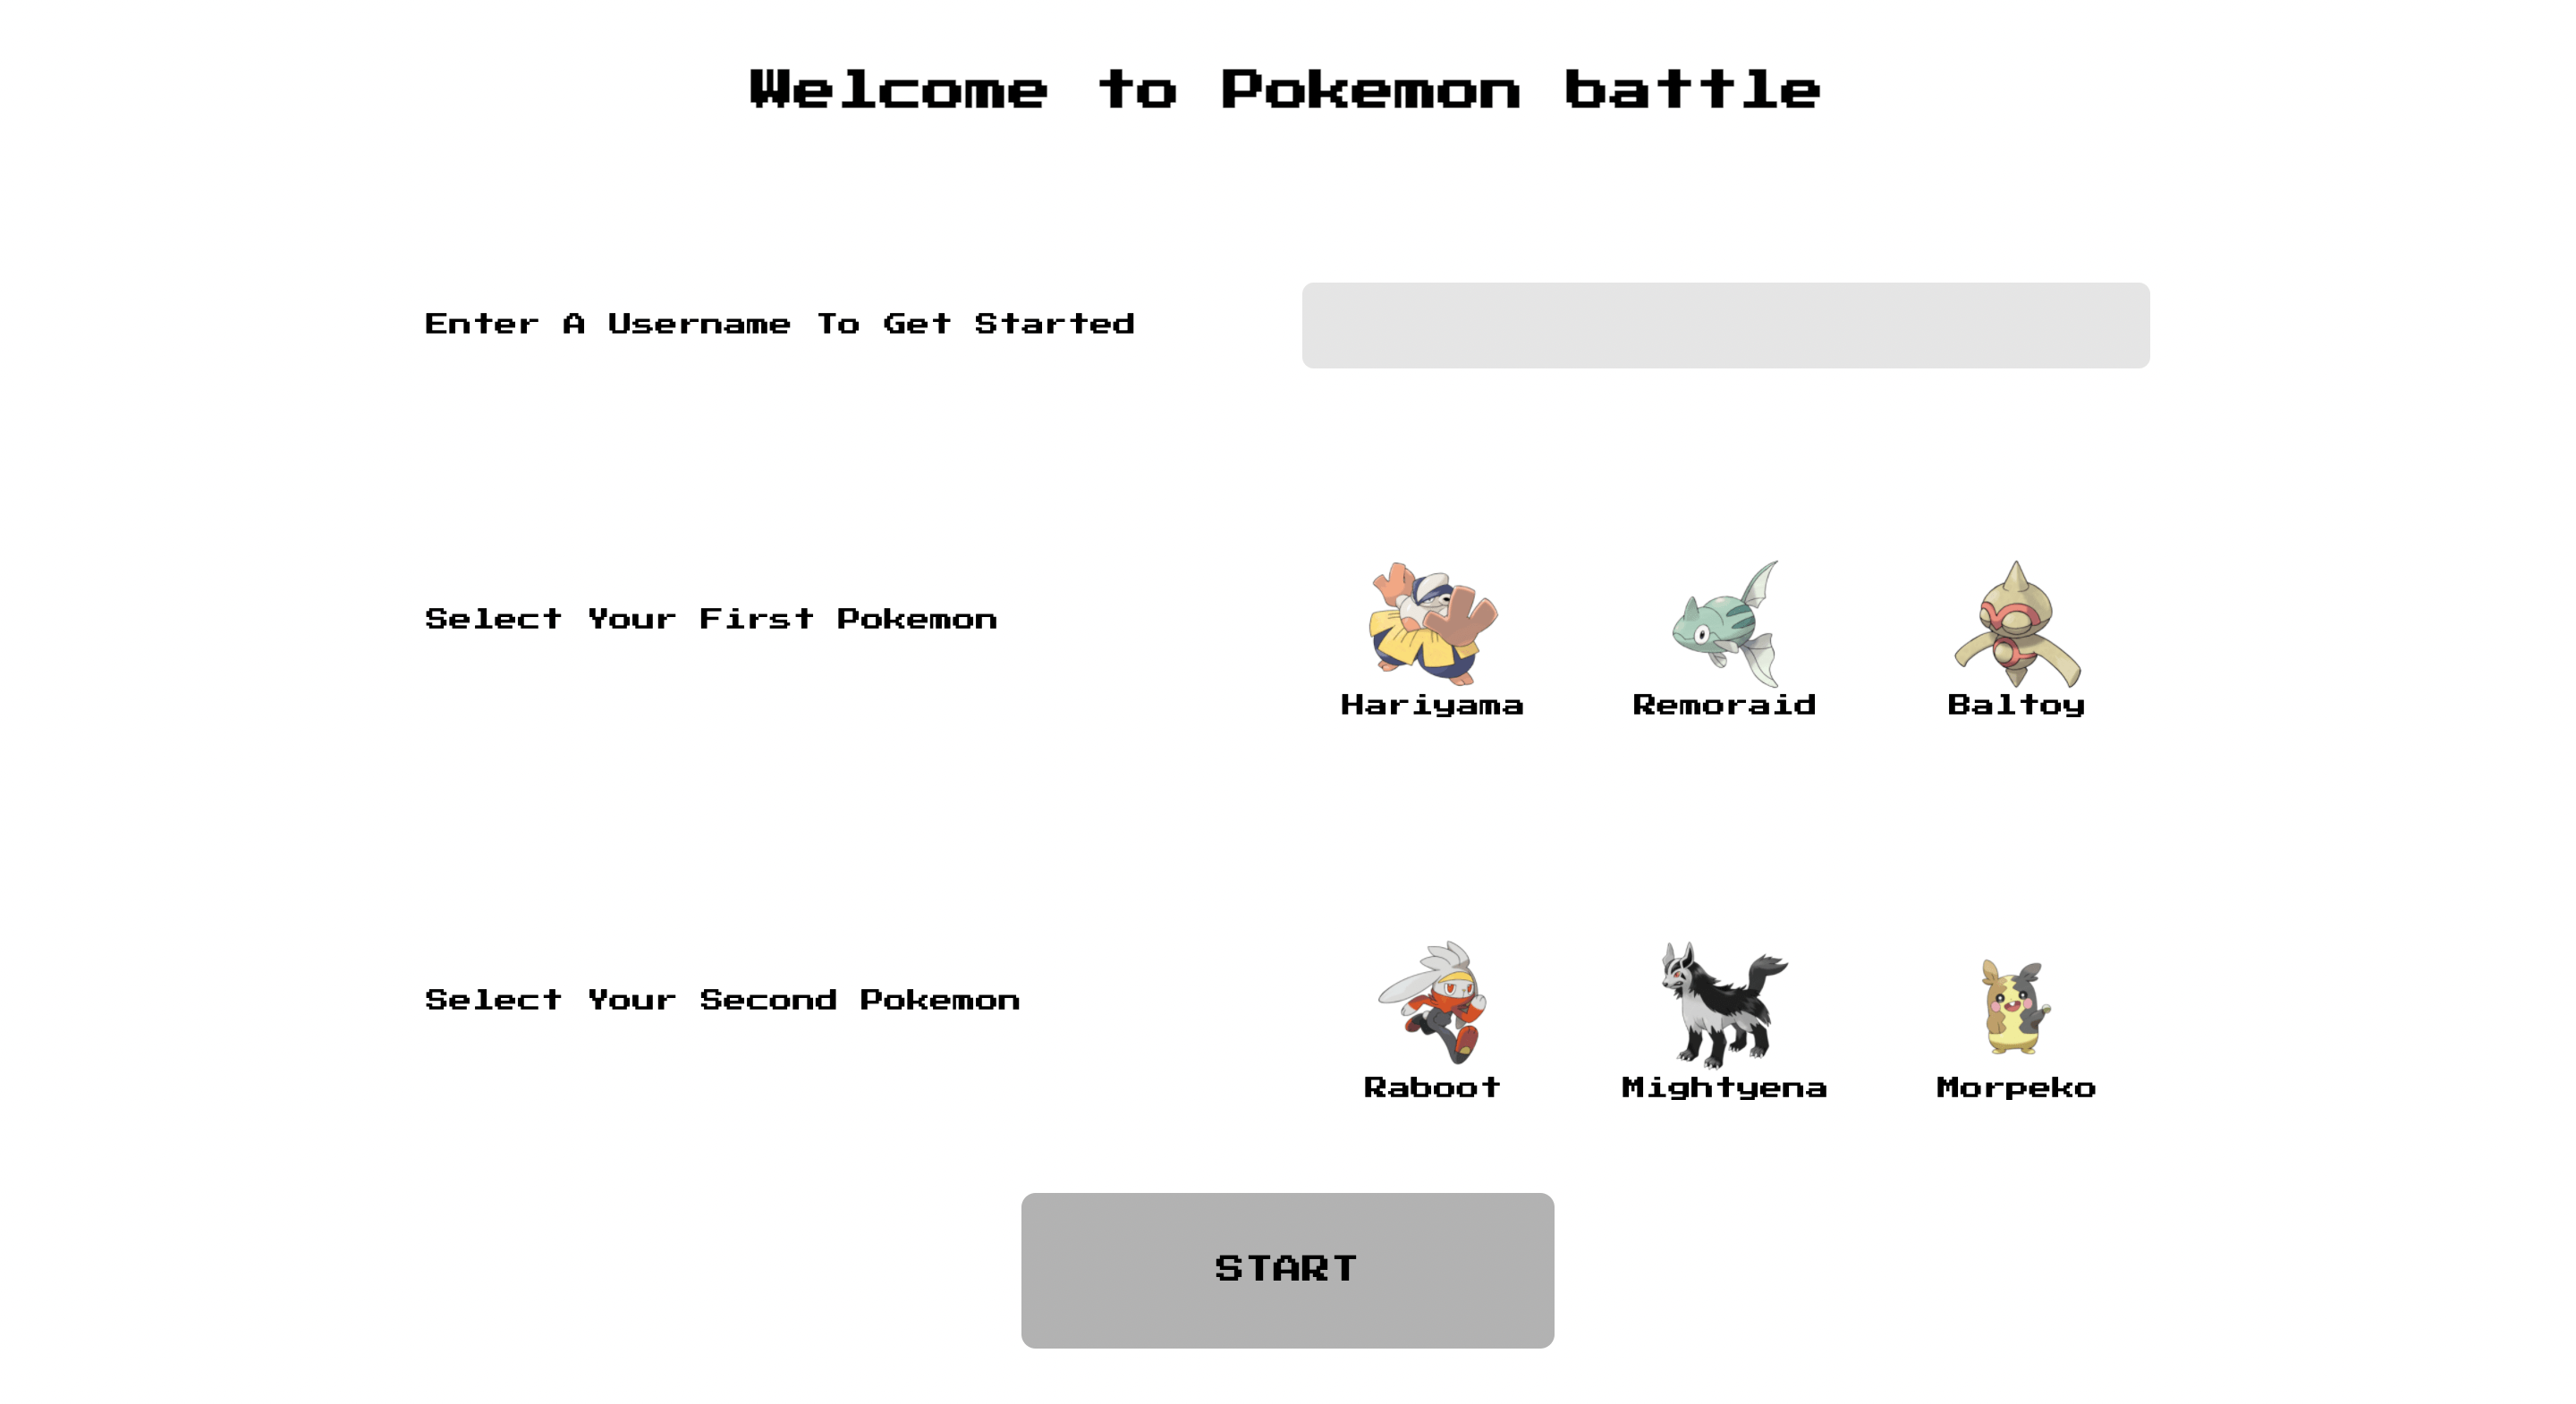 Welcome to Pokemon battle
Enter A Username To Get Started
Select Your First Pokemon
Hariyama Remoraid Baltoy
Select Your Second Pokemon
Raboot Mightyena Morpeko
START